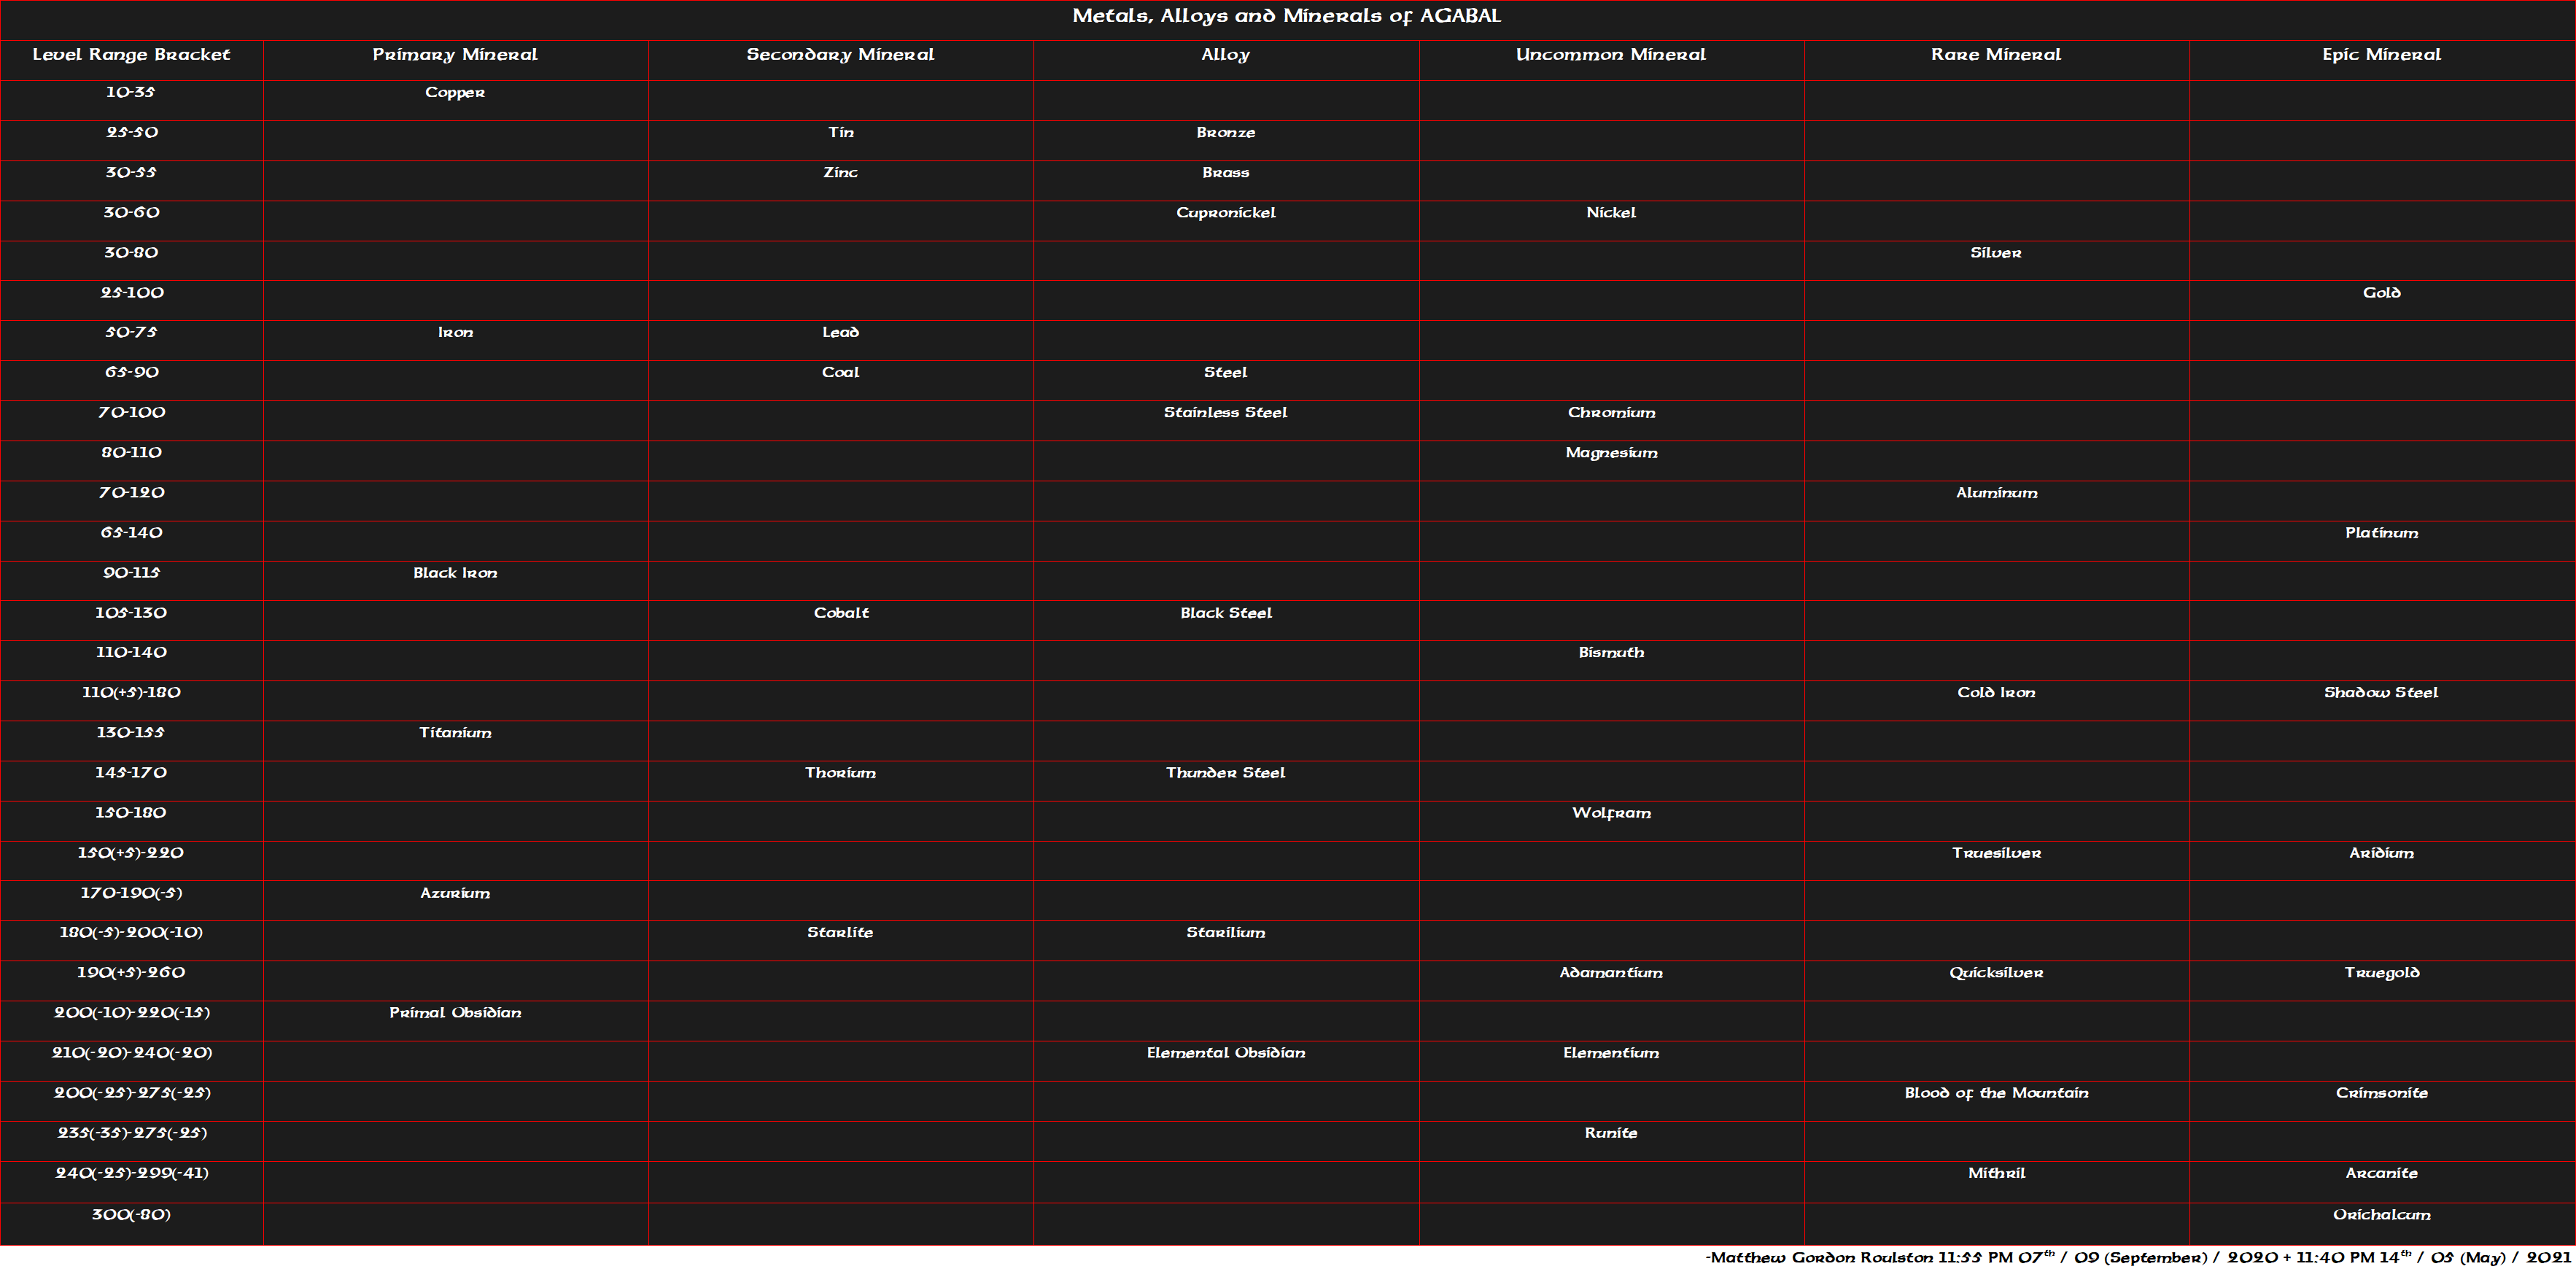 Metals, Alloys and Minerals of AGABAL
Level Range Bracket Primary Mineral Secondary Mineral Alloy Uncommon Mineral Rare Mineral Epic Mineral
10-35 Copper
25-50 Tin Bronze
30-55 Zinc Brass
30-60 Cupronickel Nickel
30-80 Silver
25-100 Gold
50-75 Iron Lead
65-90 Coal Steel
70-100 Stainless Steel Chromium
80-110 Magnesium
70-120 Aluminum
65-140 Platinum
90-115 Black Iron
105-130 Cobalt Black Steel
110-140 Bismuth
110(+5)-180 Cold Iron Shadow Steel
130-155 Titanium
145-170 Thorium Thunder Steel
150-180 Wolfram
150(+5)-220 Truesilver Aridium
170-190(-5) Azurium
180(-5)-200(-10) Starlite Starilium
190(+5)-260 Adamantium Quicksilver Truegold
200(-10)-220(-15) Primal Obsidian
210(-20)-240(-20) Elemental Obsidian Elementium
200(-25)-275(-25) Blood of the Mountain Crimsonite
235(-35)-275(-25) Runite
240(-25)-299(-41) Mithril Arcanite
300(-80) Orichalcum
-Matthew Gordon Roulston 11:55 PM 07th / 09 (September) / 2020 + 11:40 PM 14th / 05 (May) / 2021